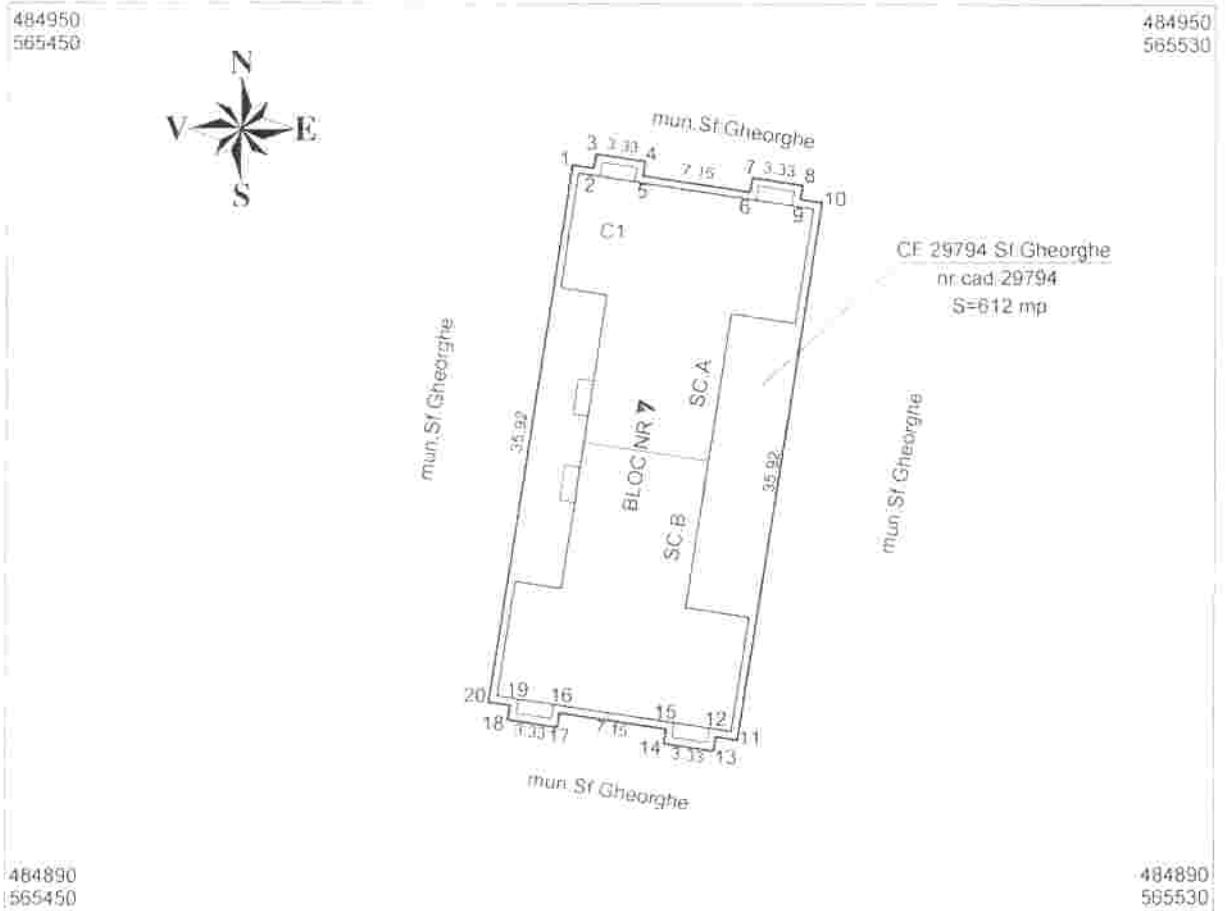 484950
565450
484950
565530
N
V
E
S
mun.Sf.Gheorghe
1
3
3.33
4
7.15
7
3.33
8
2
5
6
9
10
C1
CF 29794 Sf.Gheorghe
nr.cad.29794
S=612 mp
mun.Sf.Gheorghe
35.92
BLOC NR.7
SC.A
SC.B
35.92
mun.Sf.Gheorghe
20
19
16
15
12
18
3.33
17
7.15
14
3.33
13
11
mun.Sf.Gheorghe
484890
565450
484890
565530